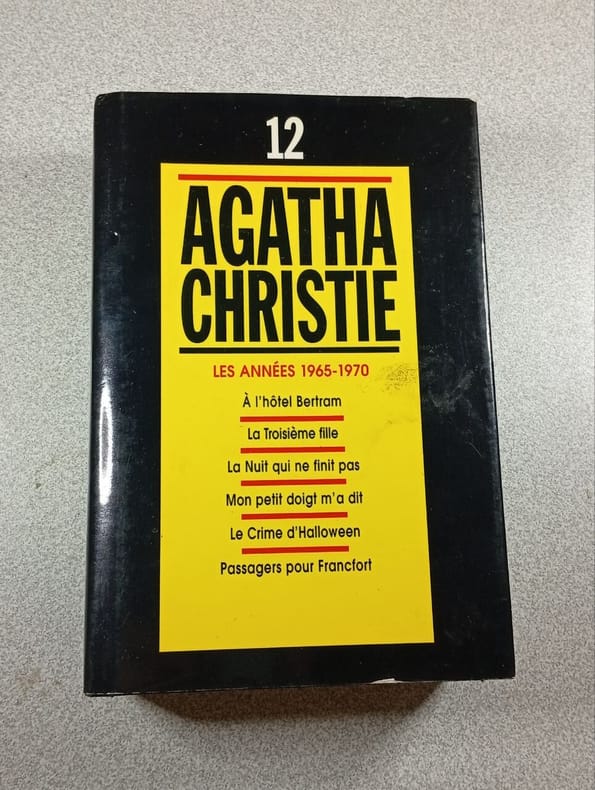 12
AGATHA
CHRISTIE
LES ANNÉES 1965-1970
À l'hôtel Bertram
La Troisième fille
La Nuit qui ne finit pas
Mon petit doigt m'a dit
Le Crime d'Halloween
Passagers pour Francfort